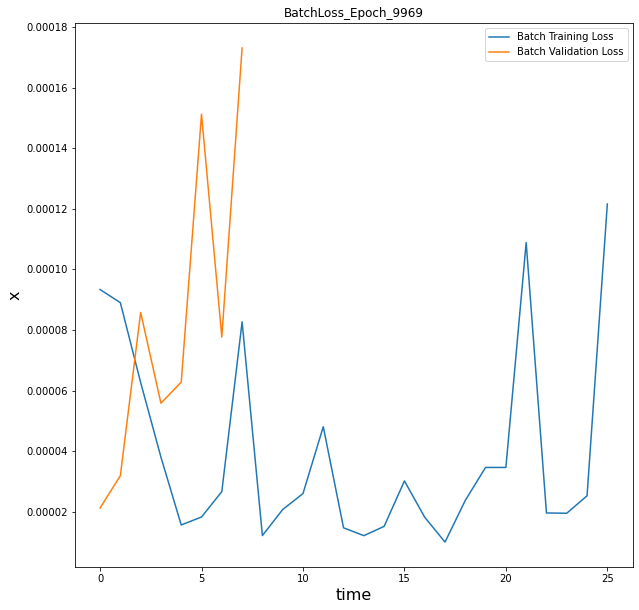 BatchLoss_Epoch_9969
Batch Training Loss
Batch Validation Loss
0.00018
0.00016
0.00014
0.00012
0.00010
0.00008
0.00006
0.00004
0.00002
x
0 5 10 15 20 25
time